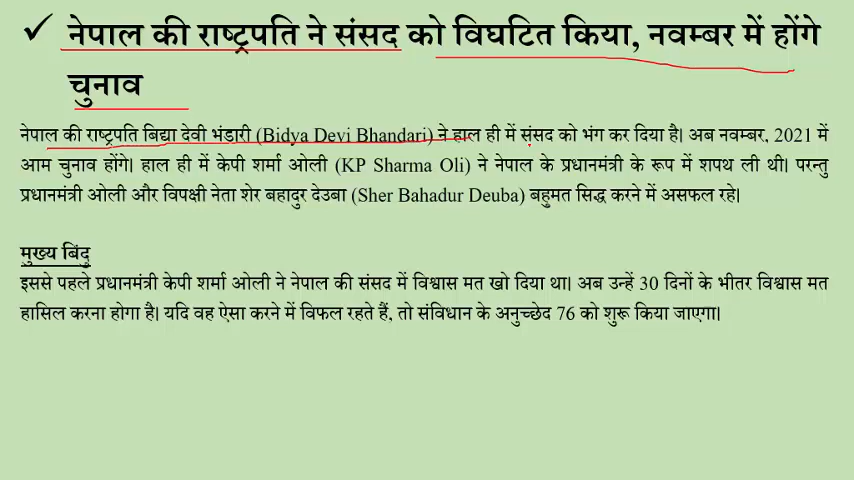 ✓ नेपाल की राष्ट्रपति ने संसद को विघटित किया, नवम्बर में होंगे
चुनाव
नेपाल की राष्ट्रपति बिद्या देवी भंडारी (Bidya Devi Bhandari) ने हाल ही में संसद को भंग कर दिया है। अब नवम्बर, 2021 में
आम चुनाव होंगे। हाल ही में केपी शर्मा ओली (KP Sharma Oli) ने नेपाल के प्रधानमंत्री के रूप में शपथ ली थी। परन्तु
प्रधानमंत्री ओली और विपक्षी नेता शेर बहादुर देउबा (Sher Bahadur Deuba) बहुमत सिद्ध करने में असफल रहे।
मुख्य बिंदु
इससे पहले प्रधानमंत्री केपी शर्मा ओली ने नेपाल की संसद में विश्वास मत खो दिया था। अब उन्हें 30 दिनों के भीतर विश्वास मत
हासिल करना होगा है। यदि वह ऐसा करने में विफल रहते हैं, तो संविधान के अनुच्छेद 76 को शुरू किया जाएगा।